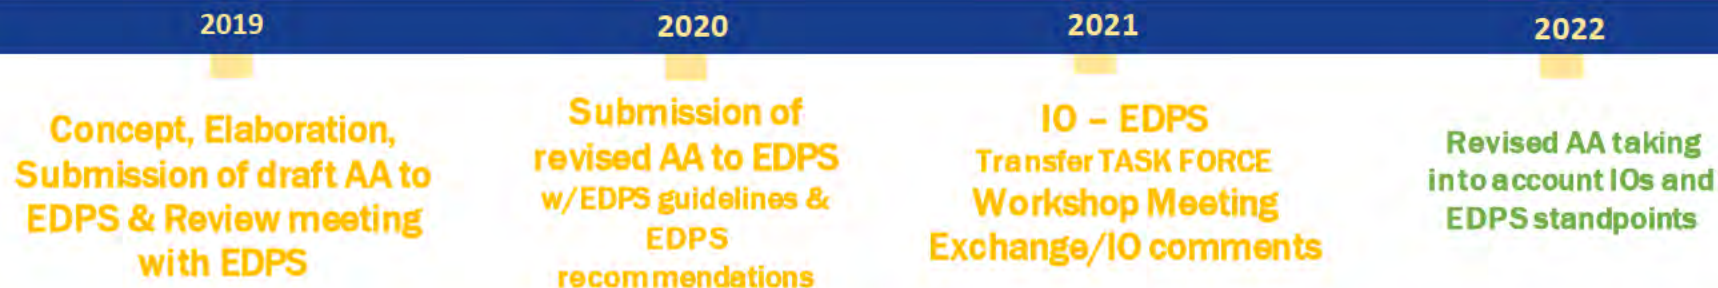 2019
Concept, Elaboration,
Submission of draft AA to
EDPS & Review meeting
with EDPS
2020
Submission of
revised AA to EDPS
w/EDPS guidelines &
EDPS
recommendations
2021
IO – EDPS
Transfer TASK FORCE
Workshop Meeting
Exchange/IO comments
2022
Revised AA taking
into account IOs and
EDPS standpoints